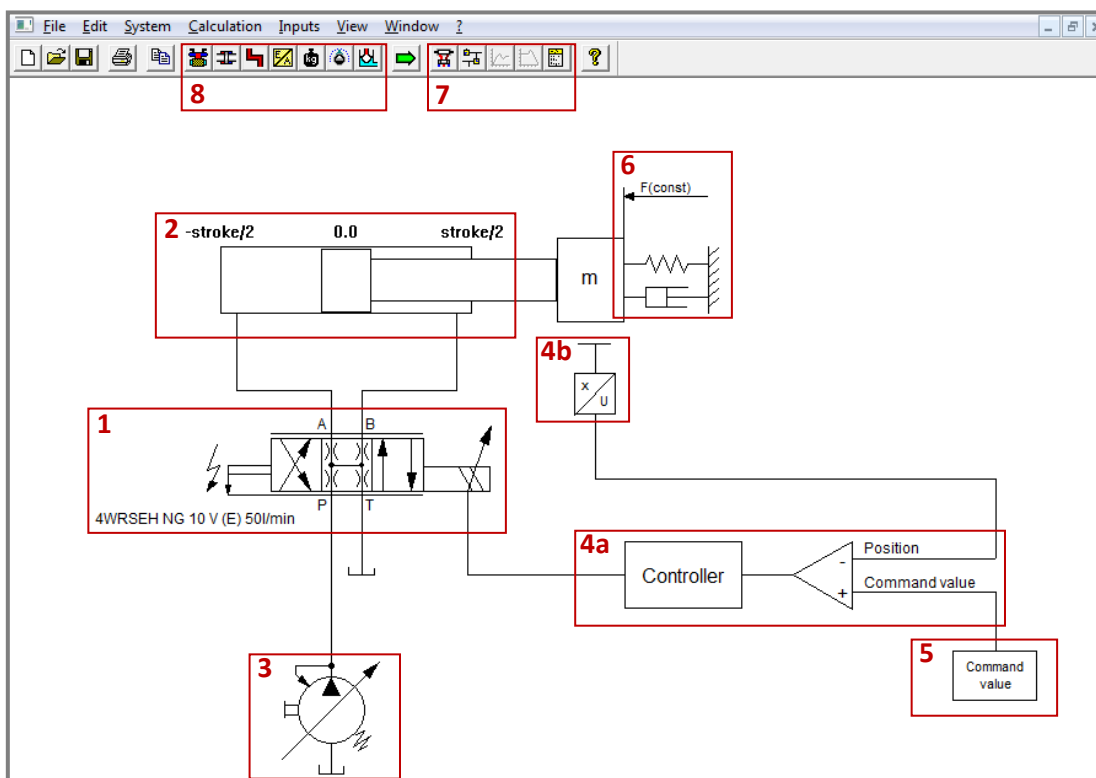 File Edit System Calculation Inputs View Window ?
8
7
6
F(const)
2 -stroke/2 0.0 stroke/2
m
4b
x
U
1
A B
P T
4WRSEH NG 10 V (E) 50l/min
4a
Position
Controller
-
Command value
+
3
5
Command
value